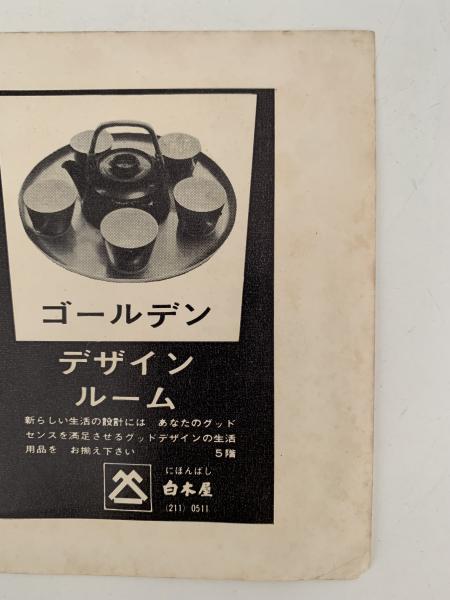 ゴールデン
デザイン
ルーム
新らしい生活の設計には　あなたのグッド
センスを満足させるグッドデザインの生活
用品を　お揃え下さい　5階
にほんばし
白木屋
(211) 0511